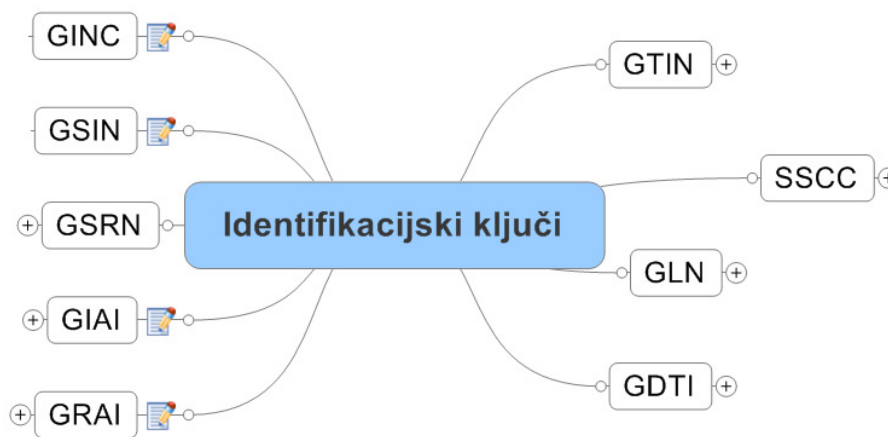 GINC
GTIN
GSIN
SSCC
Identifikacijski ključi
GSRN
GLN
GIAI
GDTI
GRAI